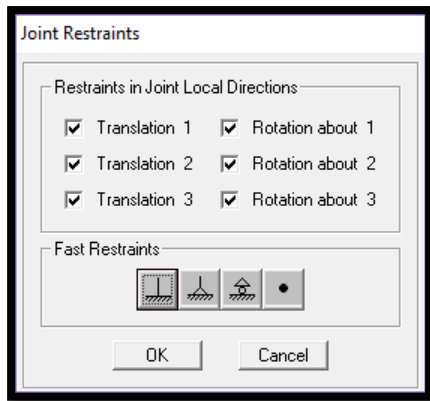 Joint Restraints
Restraints in Joint Local Directions
Translation 1 Rotation about 1
Translation 2 Rotation about 2
Translation 3 Rotation about 3
Fast Restraints
OK Cancel